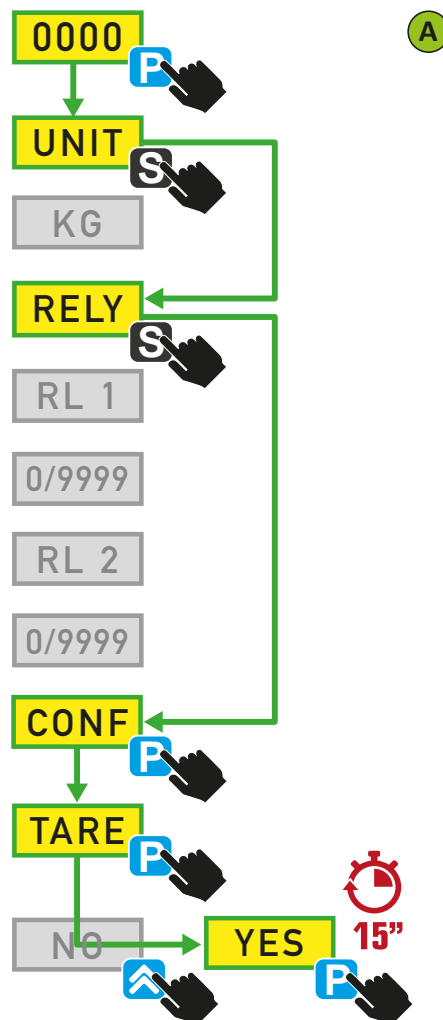 0000
A
P
UNIT
S
KG
RELY
S
RL 1
0/9999
RL 2
0/9999
CONF
P
TARE
P
NO
YES
15”
P